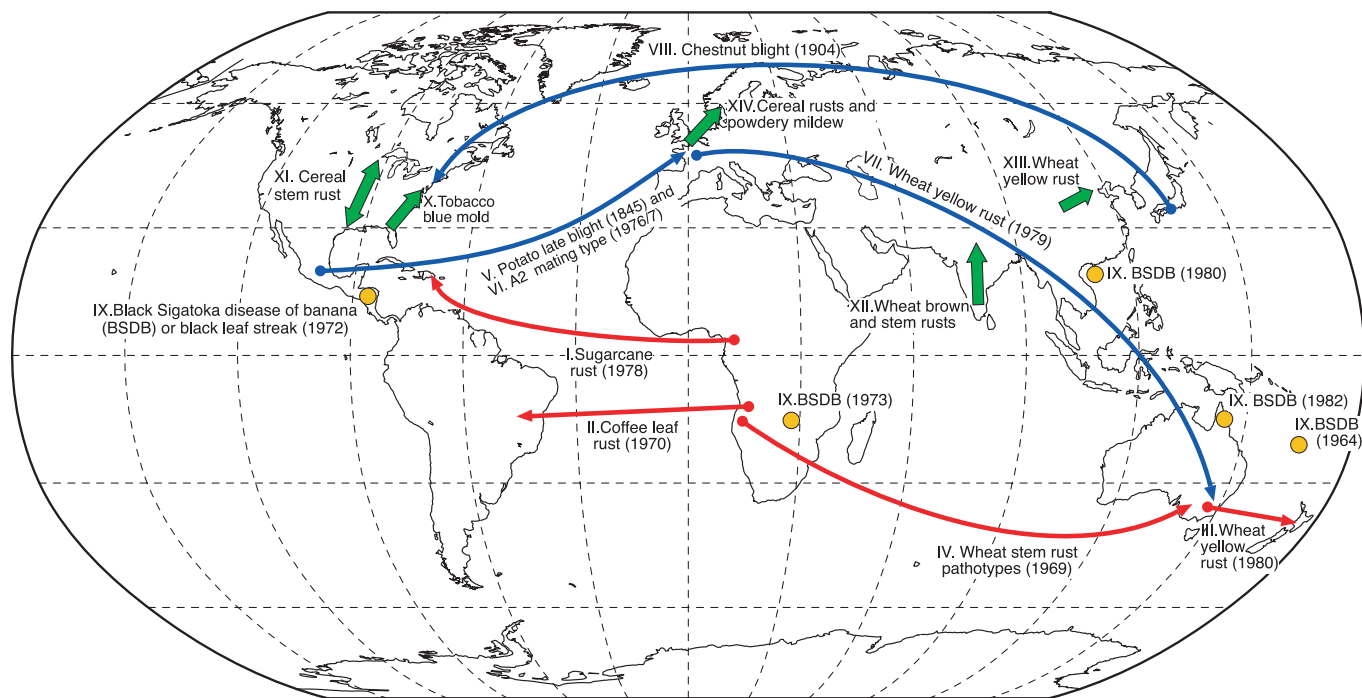 VIII. Chestnut blight (1904)
XIV.Cereal rusts and
powdery mildew
XI. Cereal
stem rust
X.Tobacco
blue mold
VII. Wheat yellow rust (1979)
XIII.Wheat
yellow rust
V. Potato late blight (1845) and
VI. A2 mating type (1976/7)
IX. BSDB (1980)
IX.Black Sigatoka disease of banana
(BSDB) or black leaf streak (1972)
XII.Wheat brown
and stem rusts
I.Sugarcane
rust (1978)
IX.BSDB (1973)
IX. BSDB (1982)
IX.BSDB
(1964)
II.Coffee leaf
rust (1970)
III.Wheat
yellow
rust (1980)
IV. Wheat stem rust
pathotypes (1969)